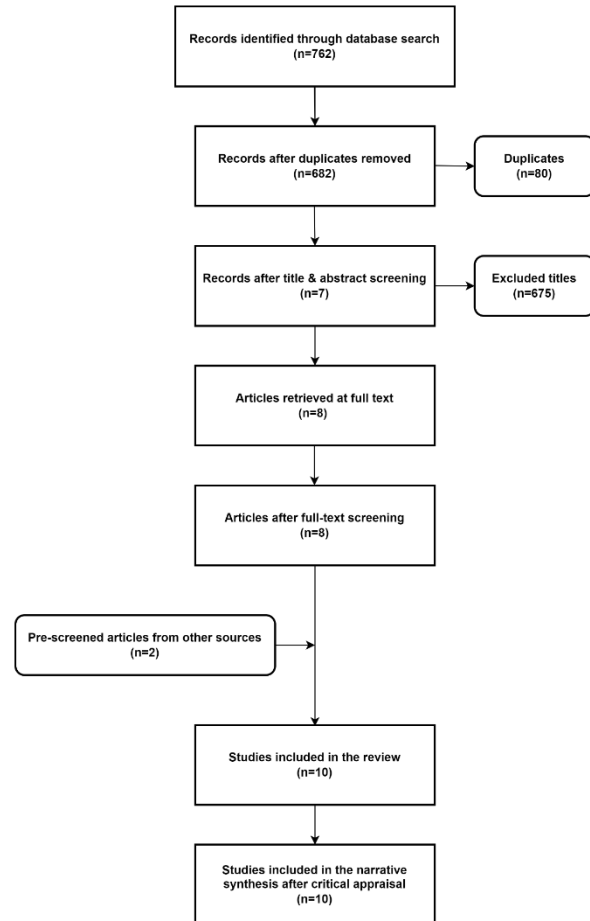 Records identified through database search
(n=762)
Records after duplicates removed
(n=682)
Duplicates
(n=80)
Records after title & abstract screening
(n=7)
Excluded titles
(n=675)
Articles retrieved at full text
(n=8)
Articles after full-text screening
(n=8)
Pre-screened articles from other sources
(n=2)
Studies included in the review
(n=10)
Studies included in the narrative
synthesis after critical appraisal
(n=10)